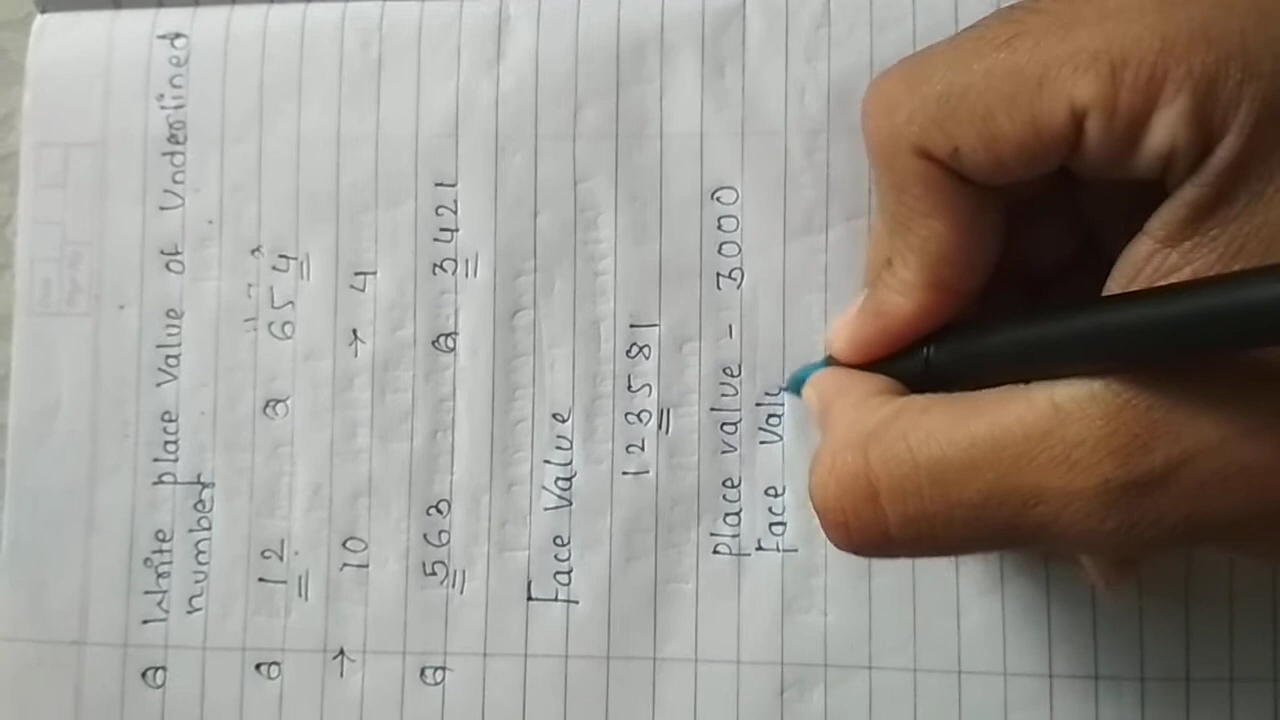 Q Write place Value of Underlined
number
Q 12 Q 654
→ 10 → 4
Q 563 Q 3421
Face Value
123581
Place value - 3000
Face Valu